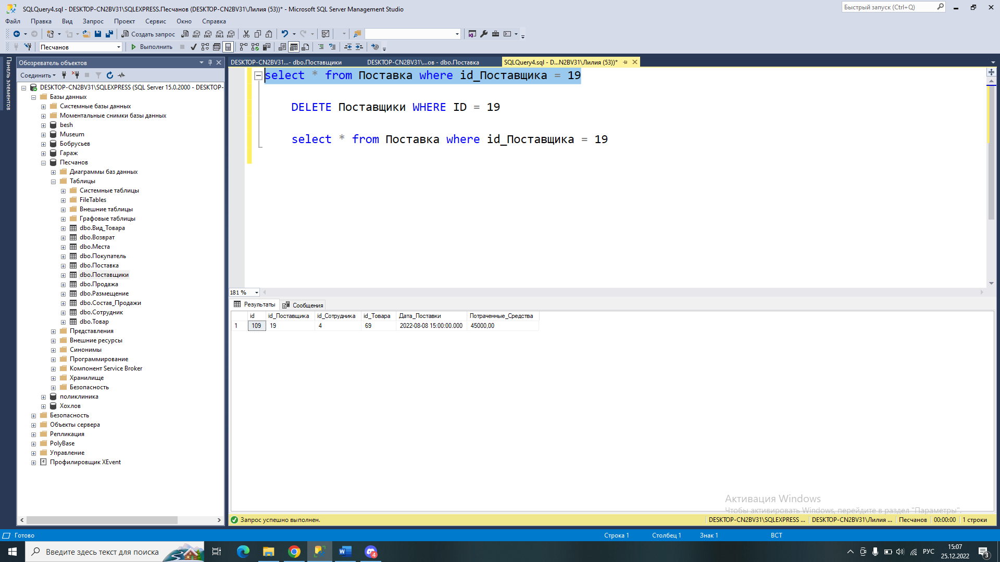 SQLQuery4.sql - DESKTOP-CN2BV31\SQLEXPRESS.Песчанов (DESKTOP-CN2BV31\Лилия (53))* - Microsoft SQL Server Management Studio
Быстрый запуск (Ctrl+Q)
Файл Правка Вид Запрос Проект Сервис Окно Справка
Создать запрос
MDX DMX XMLA DAX
Песчанов
Выполнить
Панель элементов
Обозреватель объектов
Соединить
DESKTOP-CN2BV31\SQLEXPRESS (SQL Server 15.0.2000 - DESKTOP-
Базы данных
Системные базы данных
Моментальные снимки базы данных
besh
Museum
Бобрусьев
Гараж
Песчанов
Диаграммы баз данных
Таблицы
Системные таблицы
FileTables
Внешние таблицы
Графовые таблицы
dbo.Вид_Товара
dbo.Возврат
dbo.Места
dbo.Покупатель
dbo.Поставка
dbo.Поставщики
dbo.Продажа
dbo.Размещение
dbo.Состав_Продажи
dbo.Сотрудник
dbo.Товар
Представления
Внешние ресурсы
Синонимы
Программирование
Компонент Service Broker
Хранилище
Безопасность
поликлиника
Хохлов
Безопасность
Объекты сервера
Репликация
PolyBase
Управление
Профилировщик XEvent
DESKTOP-CN2BV31...- dbo.Поставщики DESKTOP-CN2BV31\...ов - dbo.Поставка SQLQuery4.sql - D...N2BV31\Лилия (53))*
select * from Поставка where id_Поставщика = 19
DELETE Поставщики WHERE ID = 19
select * from Поставка where id_Поставщика = 19
181 %
Результаты Сообщения
id id_Поставщика id_Сотрудника id_Товара Дата_Поставки Потраченные_Средства
1 109 19 4 69 2022-08-08 15:00:00.000 45000,00
Активация Windows
Чтобы активировать Windows, перейдите в раздел "Параметры".
Запрос успешно выполнен.
DESKTOP-CN2BV31\SQLEXPRESS ... DESKTOP-CN2BV31\Лилия ... Песчанов 00:00:00 1 строки
Готово Строка 1 Столбец 1 Знак 1 ВСТ
Введите здесь текст для поиска
4
РУС
15:07
25.12.2022
3